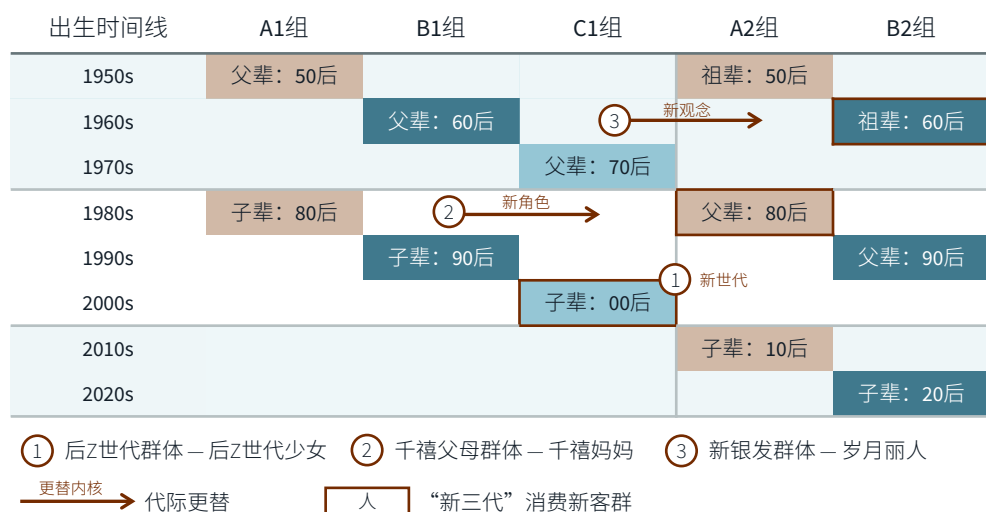 出生时间线 A1组 B1组 C1组 A2组 B2组
1950s 父辈：50后 祖辈：50后
新观念
1960s 父辈：60后 3 祖辈：60后
1970s 父辈：70后
新角色
1980s 子辈：80后 2 父辈：80后
1990s 子辈：90后 父辈：90后
1 新世代
2000s 子辈：00后
2010s 子辈：10后
2020s 子辈：20后
1 后Z世代群体—后Z世代少女 2 千禧父母群体—千禧妈妈 3 新银发群体—岁月丽人
更替内核
代际更替 人 “新三代”消费新客群